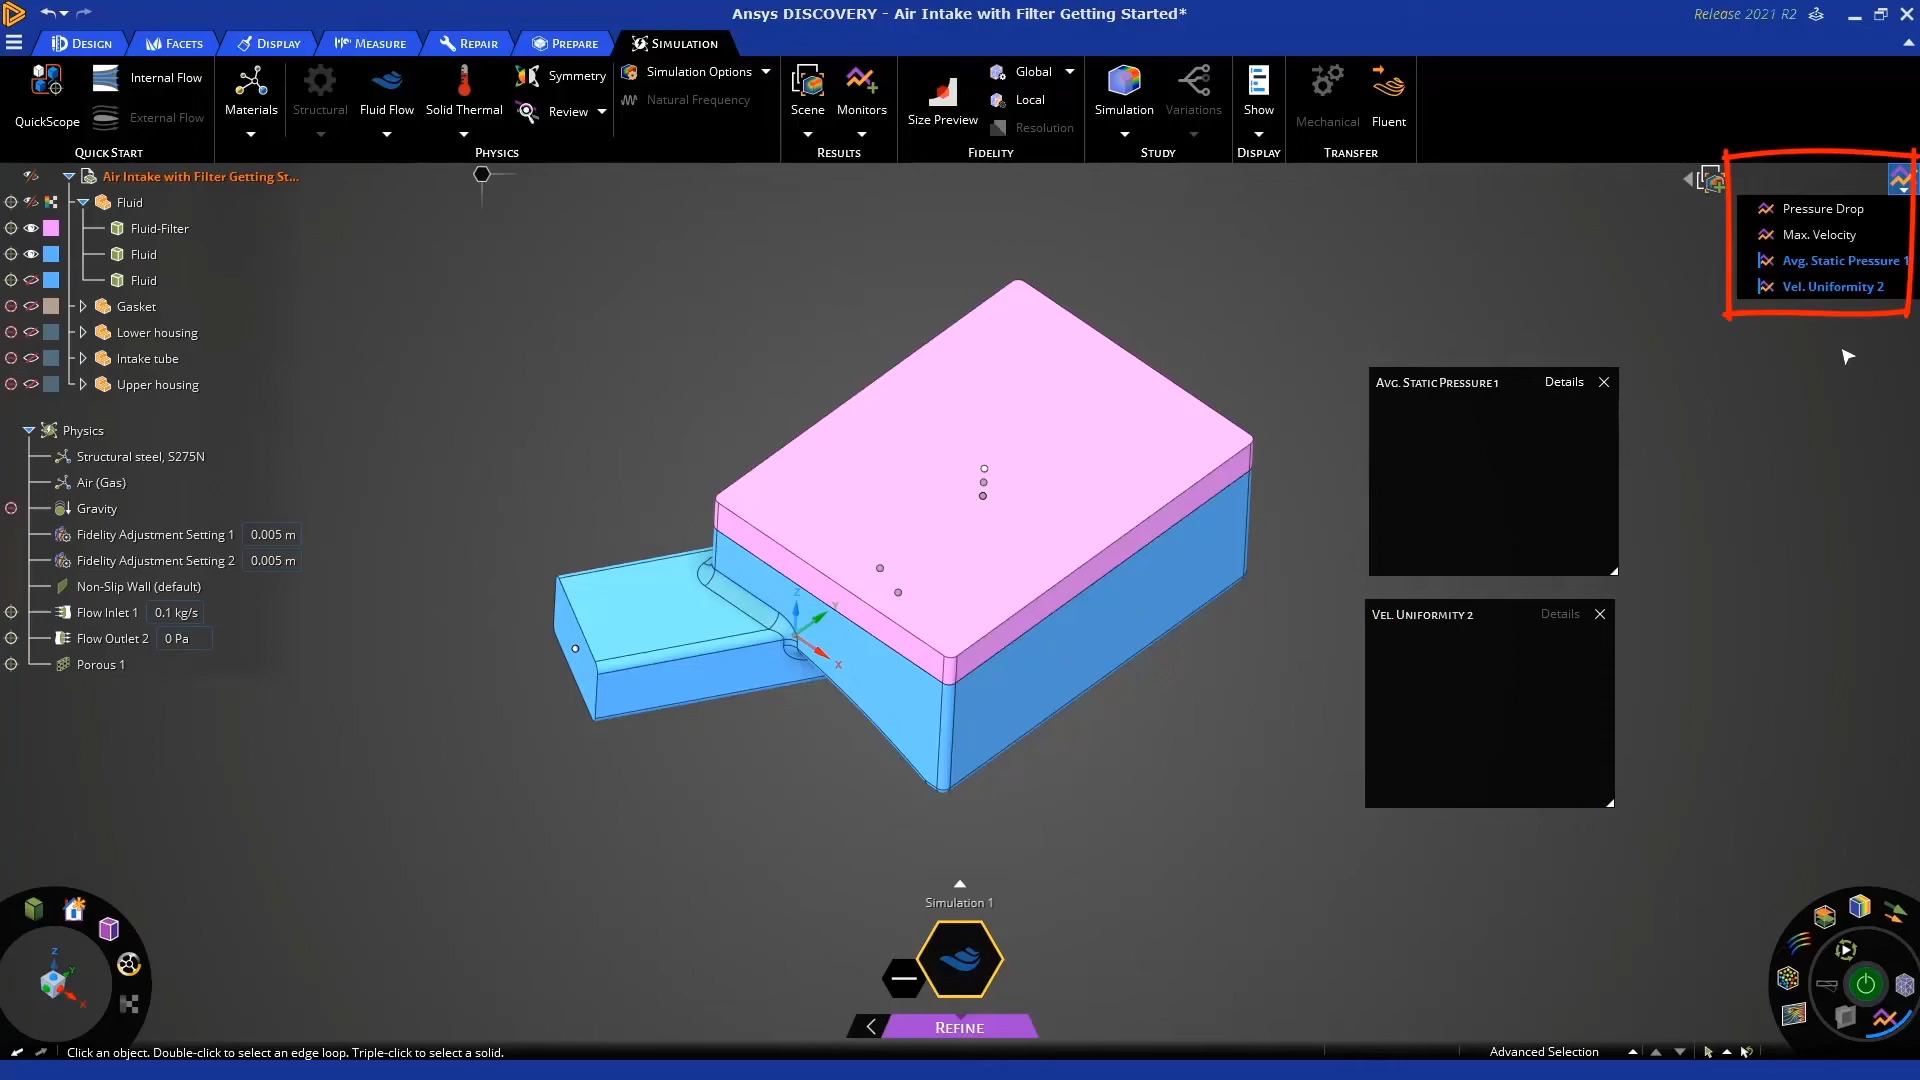 Ansys DISCOVERY - Air Intake with Filter Getting Started*
Release 2021 R2
DESIGN
FACETS
DISPLAY
MEASURE
REPAIR
PREPARE
SIMULATION
QuickScope
Internal Flow
External Flow
QUICK START
Materials
Structural
Fluid Flow
Solid Thermal
Symmetry
Review
Simulation Options
Natural Frequency
PHYSICS
Scene
Monitors
RESULTS
Size Preview
Global
Local
Resolution
FIDELITY
Simulation
Variations
STUDY
Show
DISPLAY
Mechanical
Fluent
TRANSFER
Air Intake with Filter Getting St...
Fluid
Fluid-Filter
Fluid
Fluid
Gasket
Lower housing
Intake tube
Upper housing
Physics
Structural steel, S275N
Air (Gas)
Gravity
Fidelity Adjustment Setting 1 0.005 m
Fidelity Adjustment Setting 2 0.005 m
Non-Slip Wall (default)
Flow Inlet 1 0.1 kg/s
Flow Outlet 2 0 Pa
Porous 1
Pressure Drop
Max. Velocity
Avg. Static Pressure 1
Vel. Uniformity 2
AVG. STATIC PRESSURE 1 Details
VEL. UNIFORMITY 2 Details
Z
Y
X
Simulation 1
REFINE
Z
Y
X
Click an object. Double-click to select an edge loop. Triple-click to select a solid.
Advanced Selection